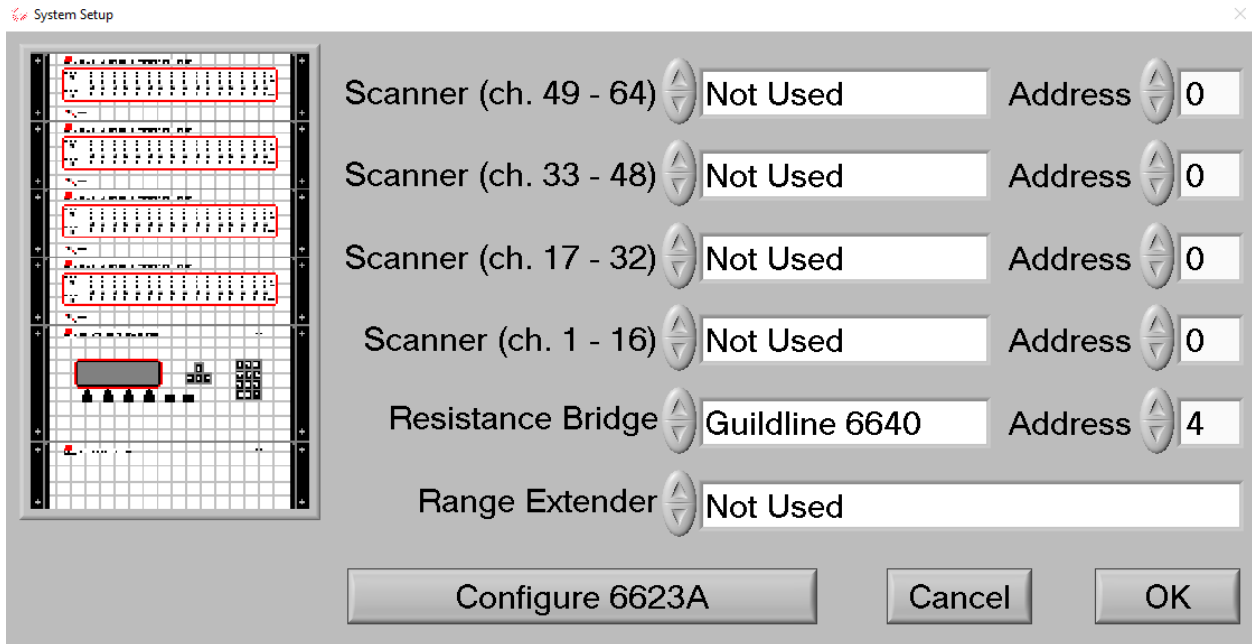 System Setup
Scanner (ch. 49 - 64) Not Used Address 0
Scanner (ch. 33 - 48) Not Used Address 0
Scanner (ch. 17 - 32) Not Used Address 0
Scanner (ch. 1 - 16) Not Used Address 0
Resistance Bridge Guildline 6640 Address 4
Range Extender Not Used
Configure 6623A Cancel OK